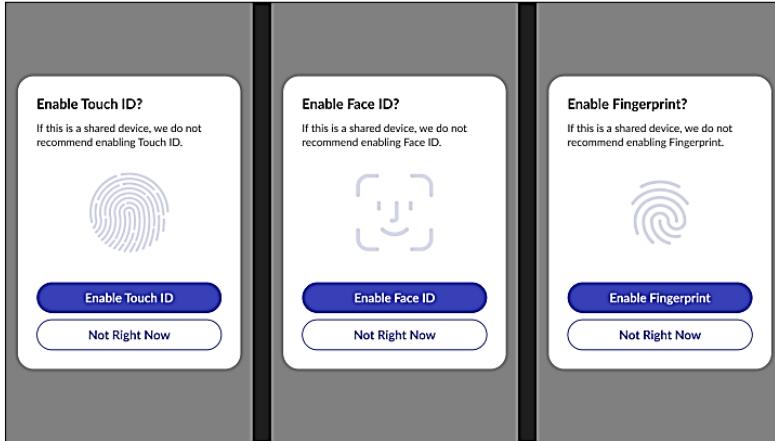 Enable Touch ID?
If this is a shared device, we do not
recommend enabling Touch ID.
Enable Touch ID
Not Right Now
Enable Face ID?
If this is a shared device, we do not
recommend enabling Face ID.
Enable Face ID
Not Right Now
Enable Fingerprint?
If this is a shared device, we do not
recommend enabling Fingerprint.
Enable Fingerprint
Not Right Now